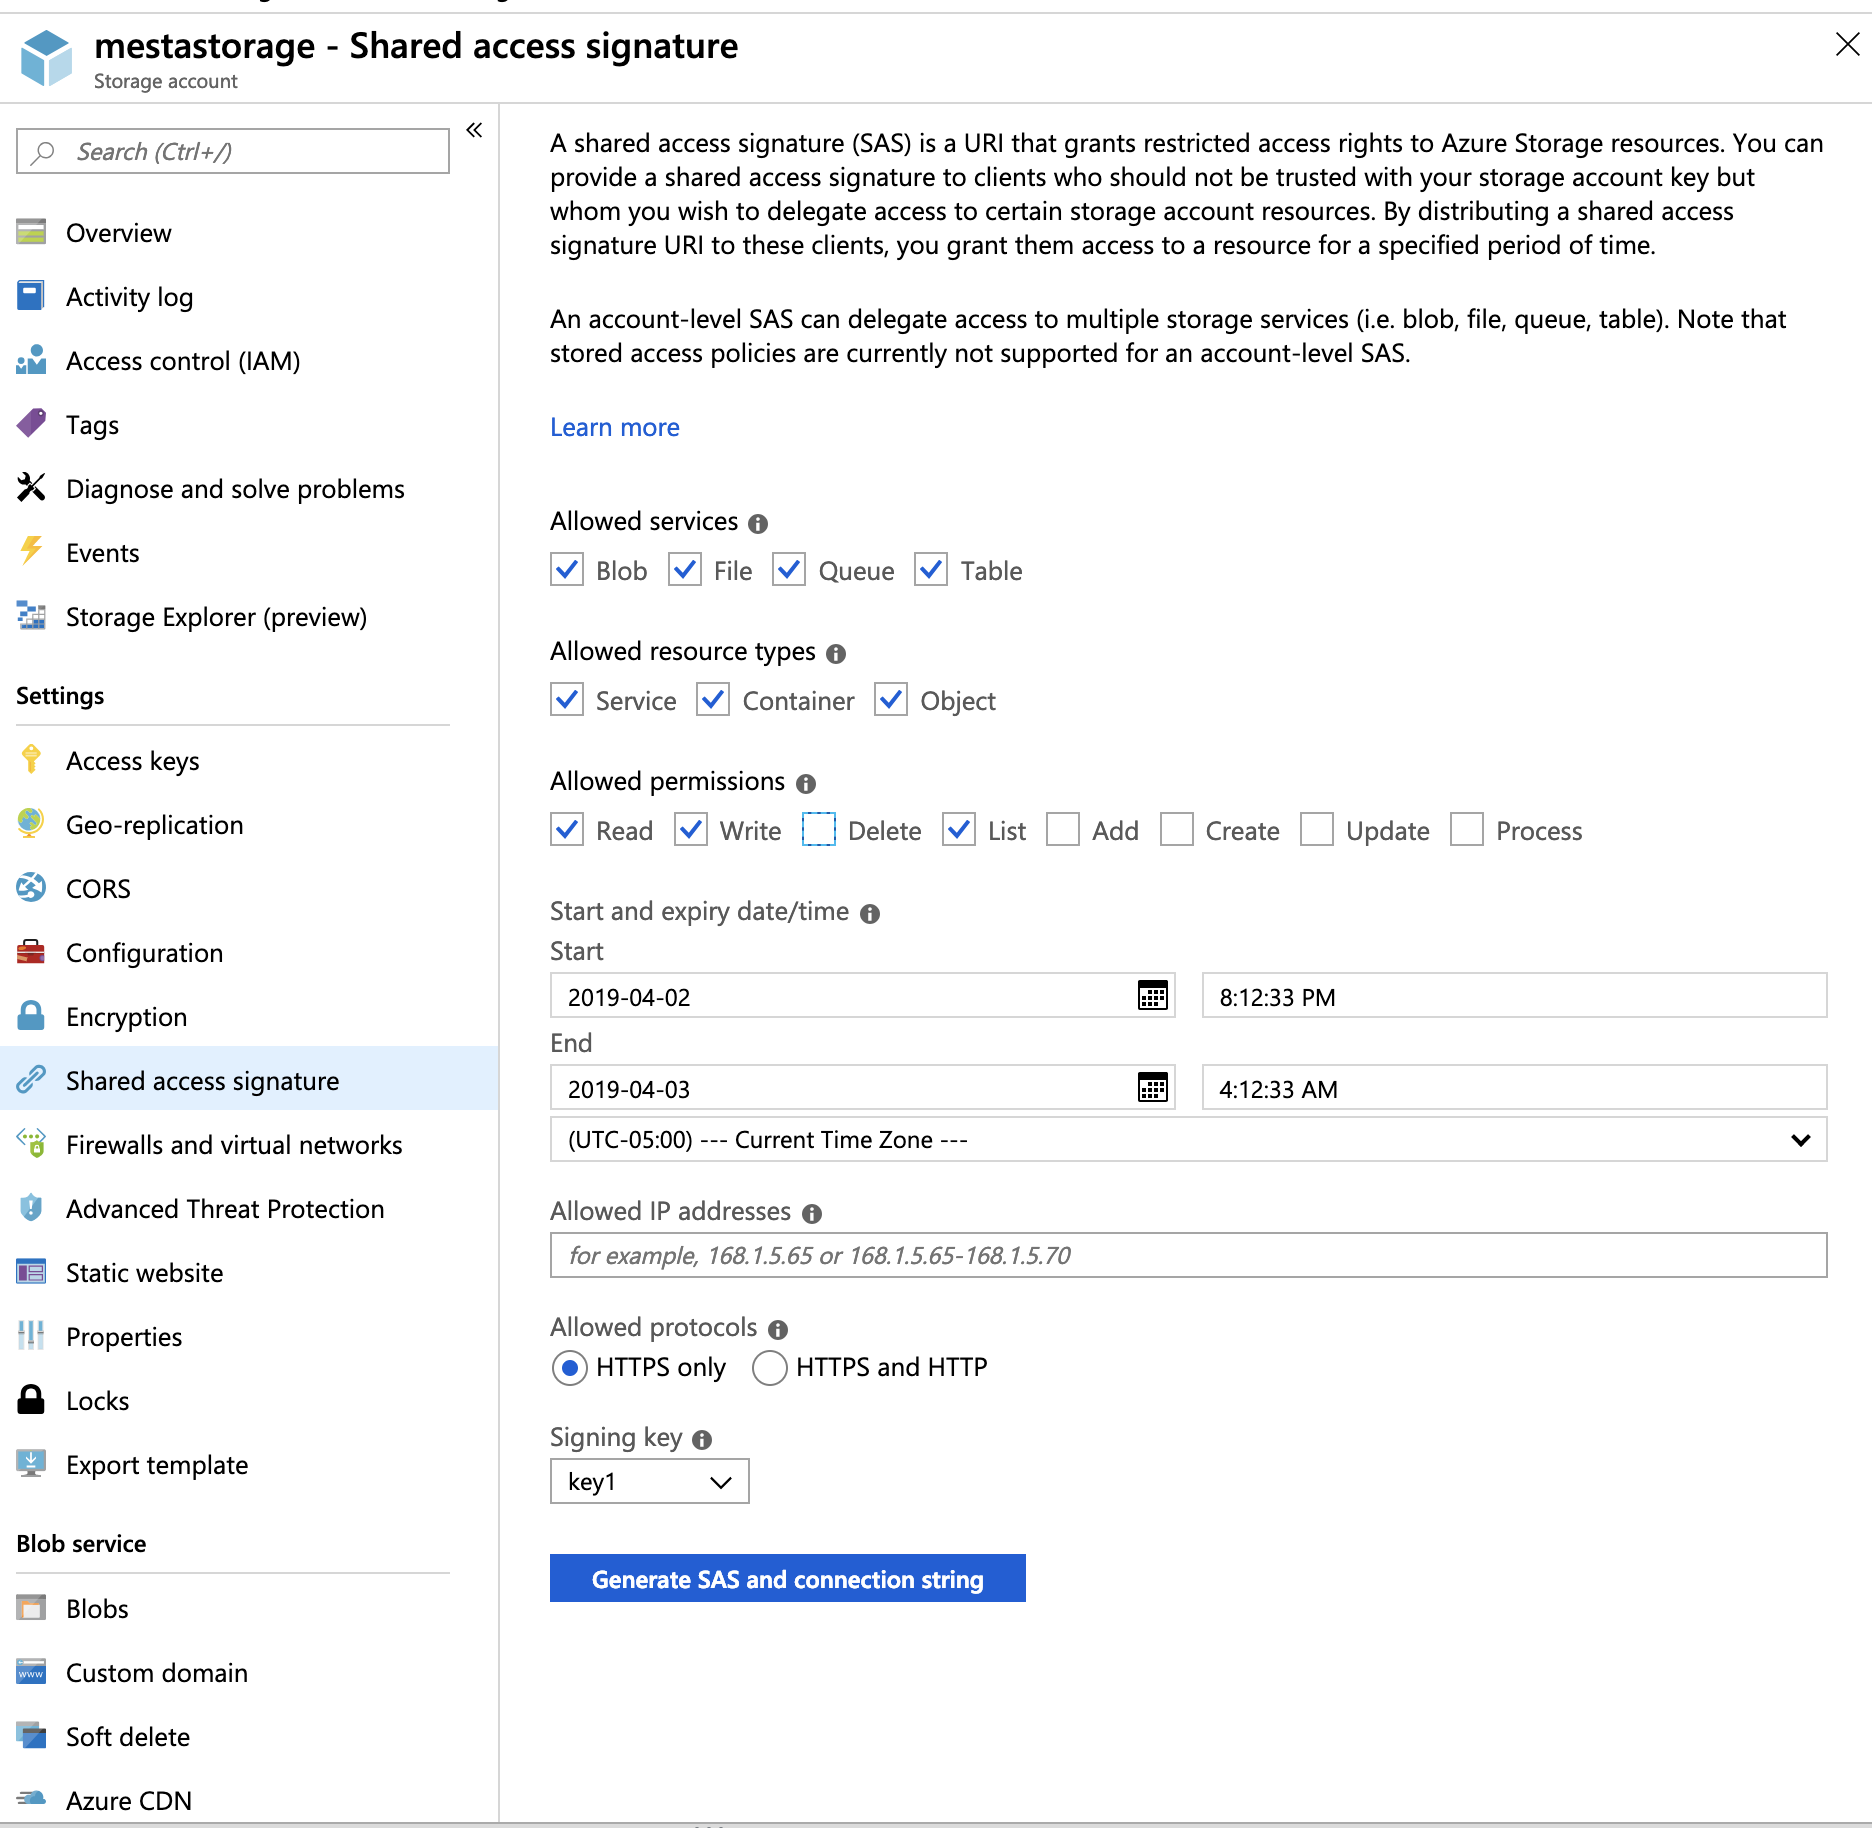 mestastorage - Shared access signature
Storage account
Search (Ctrl+/)
«
Overview
Activity log
Access control (IAM)
Tags
Diagnose and solve problems
Events
Storage Explorer (preview)
Settings
Access keys
Geo-replication
CORS
Configuration
Encryption
Shared access signature
Firewalls and virtual networks
Advanced Threat Protection
Static website
Properties
Locks
Export template
Blob service
Blobs
www
Custom domain
Soft delete
Azure CDN
A shared access signature (SAS) is a URI that grants restricted access rights to Azure Storage resources. You can
provide a shared access signature to clients who should not be trusted with your storage account key but
whom you wish to delegate access to certain storage account resources. By distributing a shared access
signature URI to these clients, you grant them access to a resource for a specified period of time.
An account-level SAS can delegate access to multiple storage services (i.e. blob, file, queue, table). Note that
stored access policies are currently not supported for an account-level SAS.
Learn more
Allowed services
Blob File Queue Table
Allowed resource types
Service Container Object
Allowed permissions
Read Write Delete List Add Create Update Process
Start and expiry date/time
Start
2019-04-02 8:12:33 PM
End
2019-04-03 4:12:33 AM
(UTC-05:00) --- Current Time Zone ---
Allowed IP addresses
for example, 168.1.5.65 or 168.1.5.65-168.1.5.70
Allowed protocols
HTTPS only HTTPS and HTTP
Signing key
key1
Generate SAS and connection string